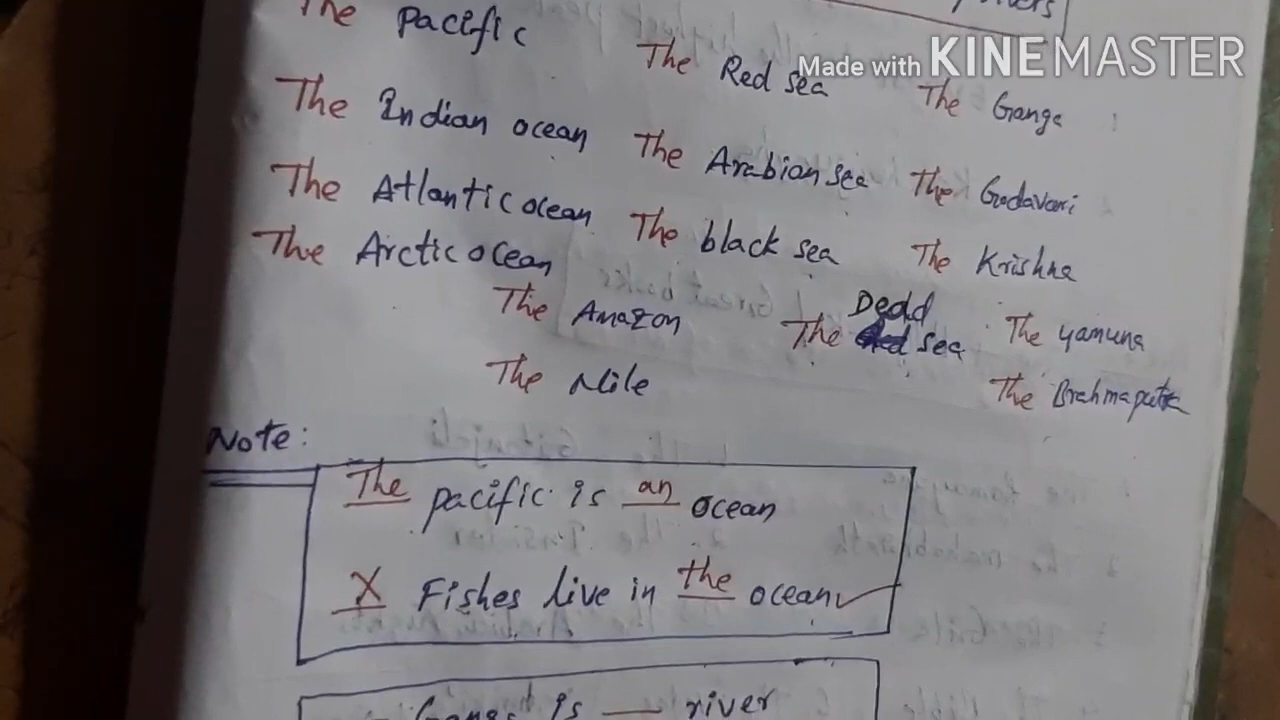 The Pacific
The Red sea
Made with KINEMASTER
The Ganga
The Indian ocean
The Arabian sea
The Godavari
The Atlantic ocean
The black sea
The Krishna
The Arctic ocean
The Amazon
The Dead sea
The yamuna
The Nile
The Brahmaputra
Note:
The pacific is an ocean
X Fishes live in the ocean
is __ river